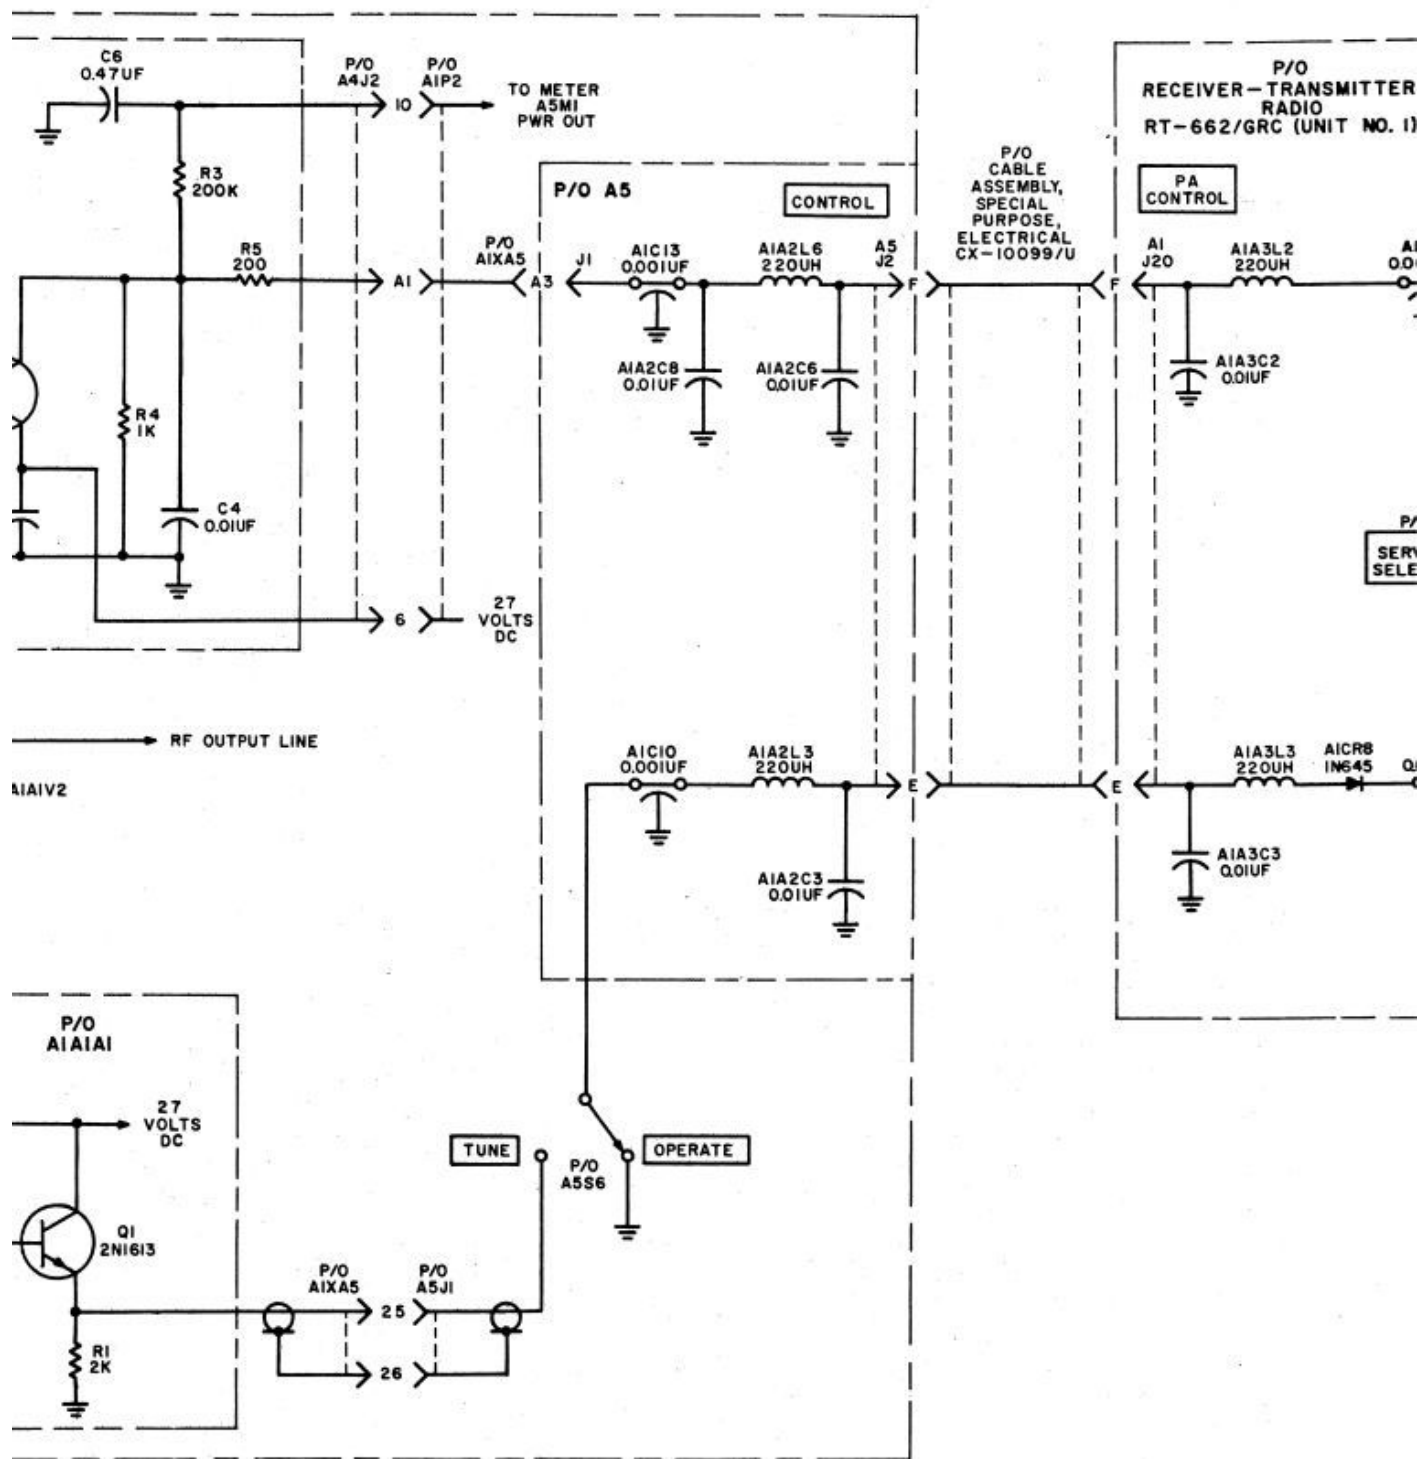 C6
0.47UF
P/O
A4J2
P/O
A1P2
10
TO METER
A5M1
PWR OUT
P/O
RECEIVER-TRANSMITTER
RADIO
RT-662/GRC (UNIT NO. 1)
R3
200K
P/O A5
CONTROL
P/O
CABLE
ASSEMBLY,
SPECIAL
PURPOSE,
ELECTRICAL
CX-10099/U
PA
CONTROL
R5
200
A1
P/O
A1XA5
A3
J1
A1C13
0.001UF
A1A2L6
220UH
A5
J2
F
F
A1
J20
A1A3L2
220UH
A1A2C8
0.01UF
A1A2C6
0.01UF
A1A3C2
0.01UF
R4
1K
C4
0.01UF
6
27
VOLTS
DC
SERV
SELE
RF OUTPUT LINE
A1A1V2
A1C10
0.001UF
A1A2L3
220UH
E
E
A1A3L3
220UH
A1CR8
1N645
A1A2C3
0.01UF
A1A3C3
0.01UF
P/O
A1A1A1
27
VOLTS
DC
TUNE
P/O
A5S6
OPERATE
Q1
2N1613
P/O
A1XA5
P/O
A5J1
25
26
R1
2K